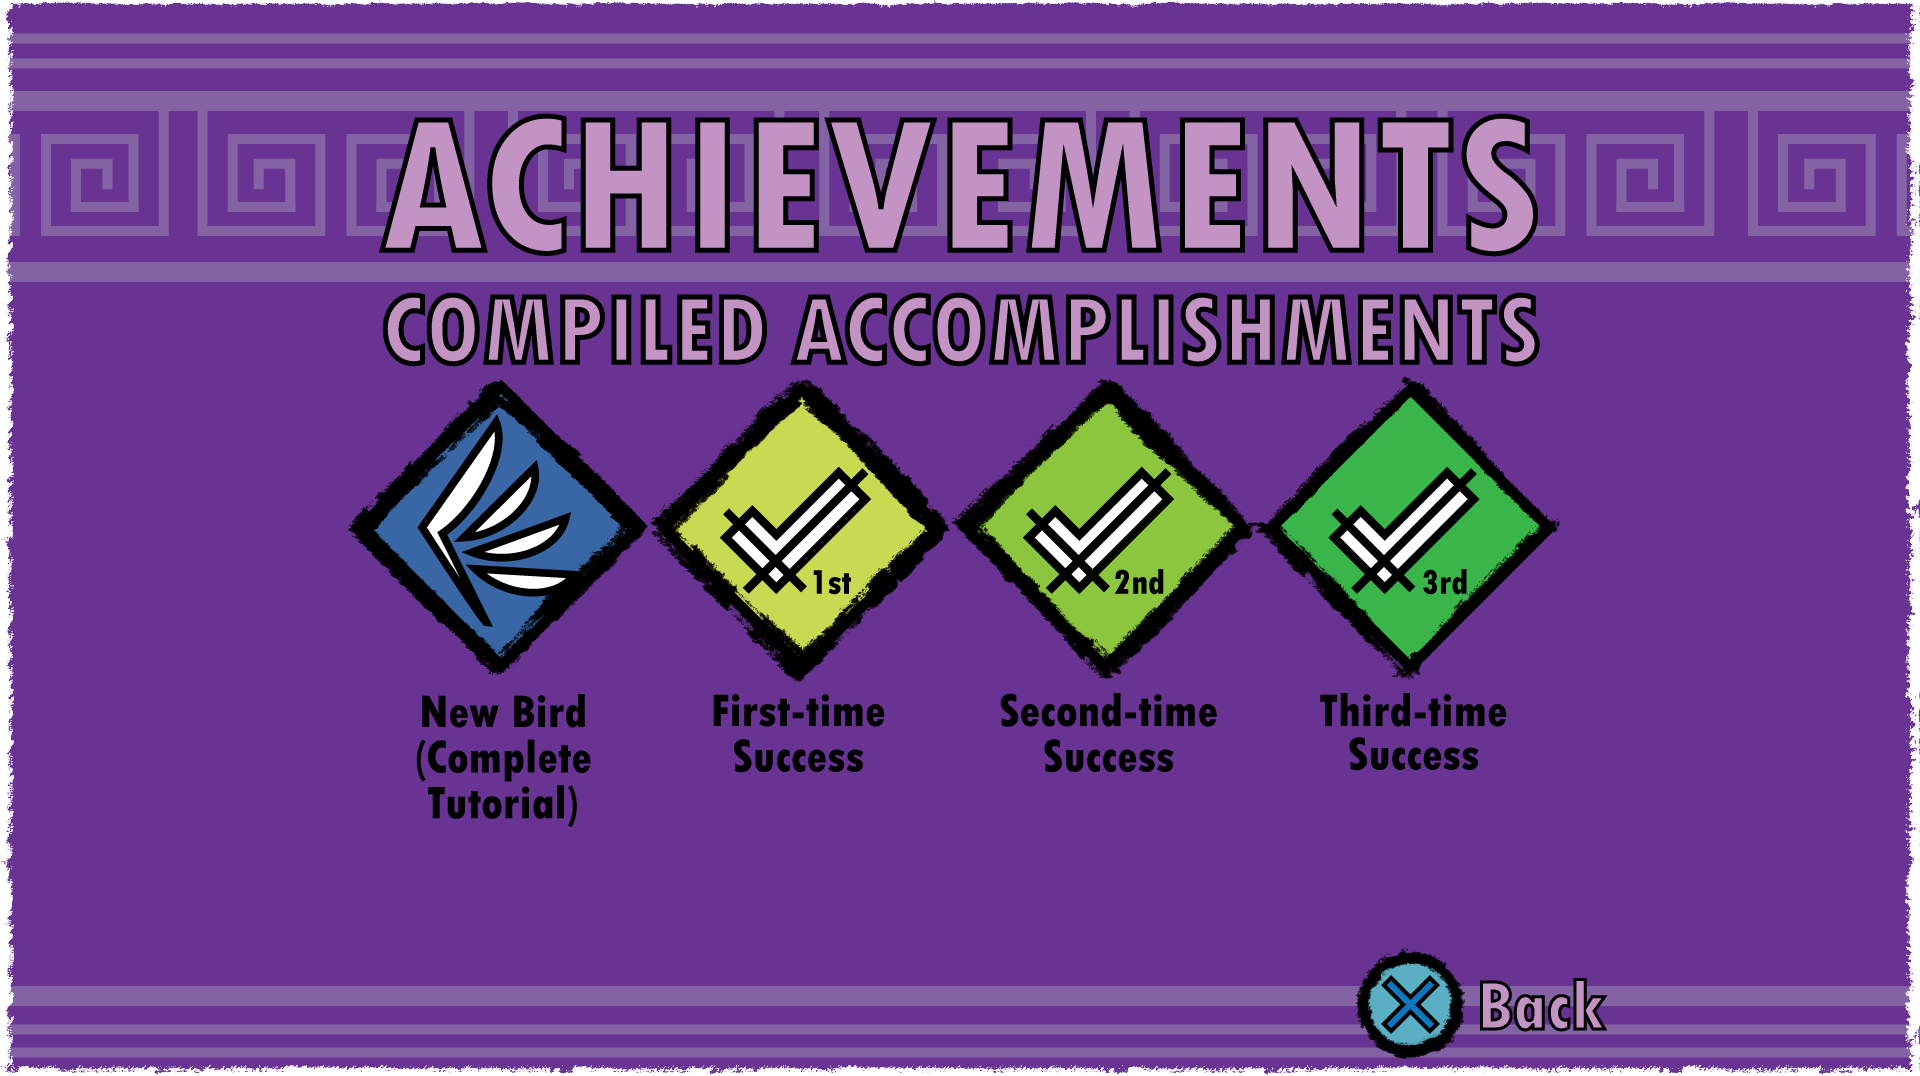 ACHIEVEMENTS
COMPILED ACCOMPLISHMENTS
1st
2nd
3rd
New Bird
(Complete
Tutorial)
First-time
Success
Second-time
Success
Third-time
Success
Back